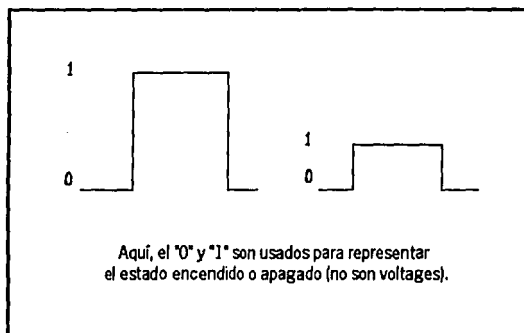 1
1
0
0
Aquí, el "0" y "1" son usados para representar
el estado encendido o apagado (no son voltages).